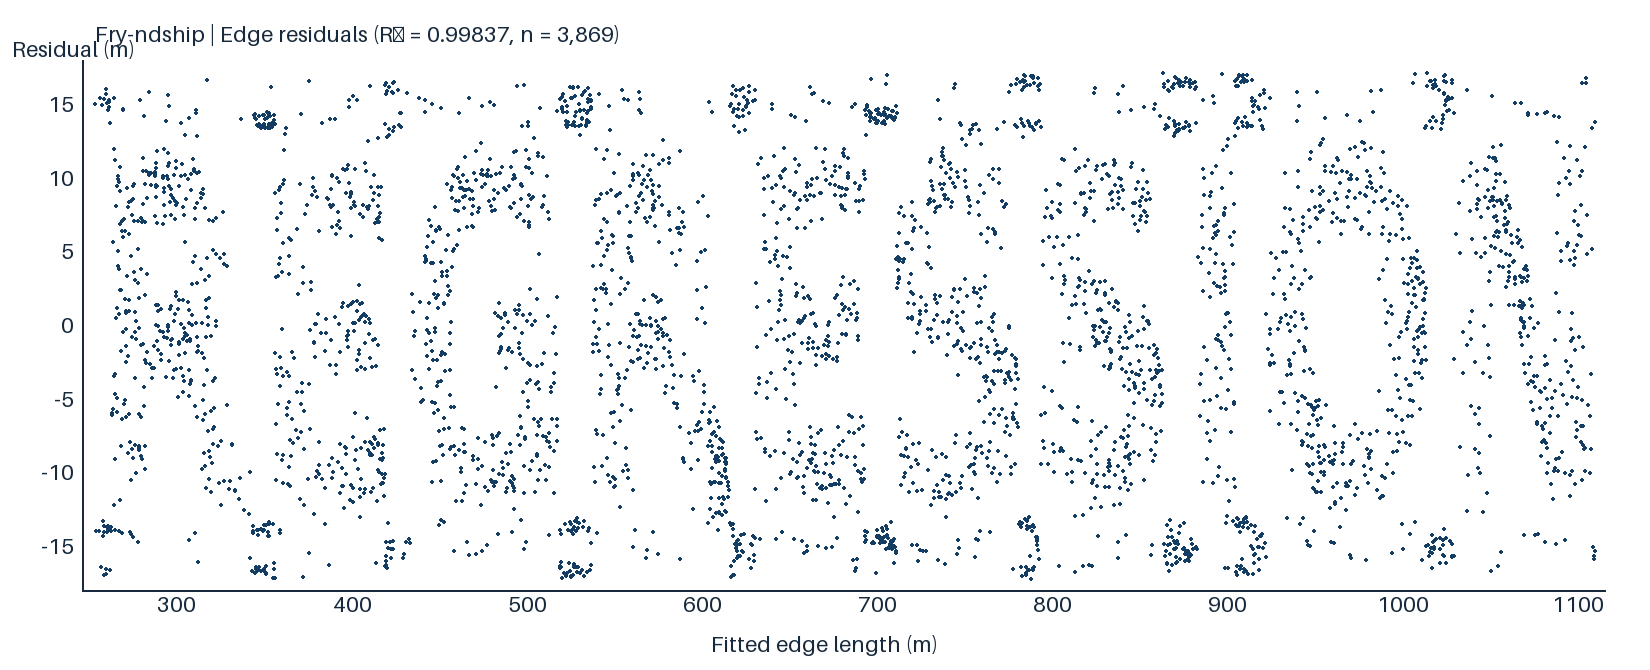 Fry-ndship | Edge residuals (R□ = 0.99837, n = 3,869)
Residual (m)
15
10
5
0
-5
-10
-15
REGRESSION
300 400 500 600 700 800 900 1000 1100
Fitted edge length (m)